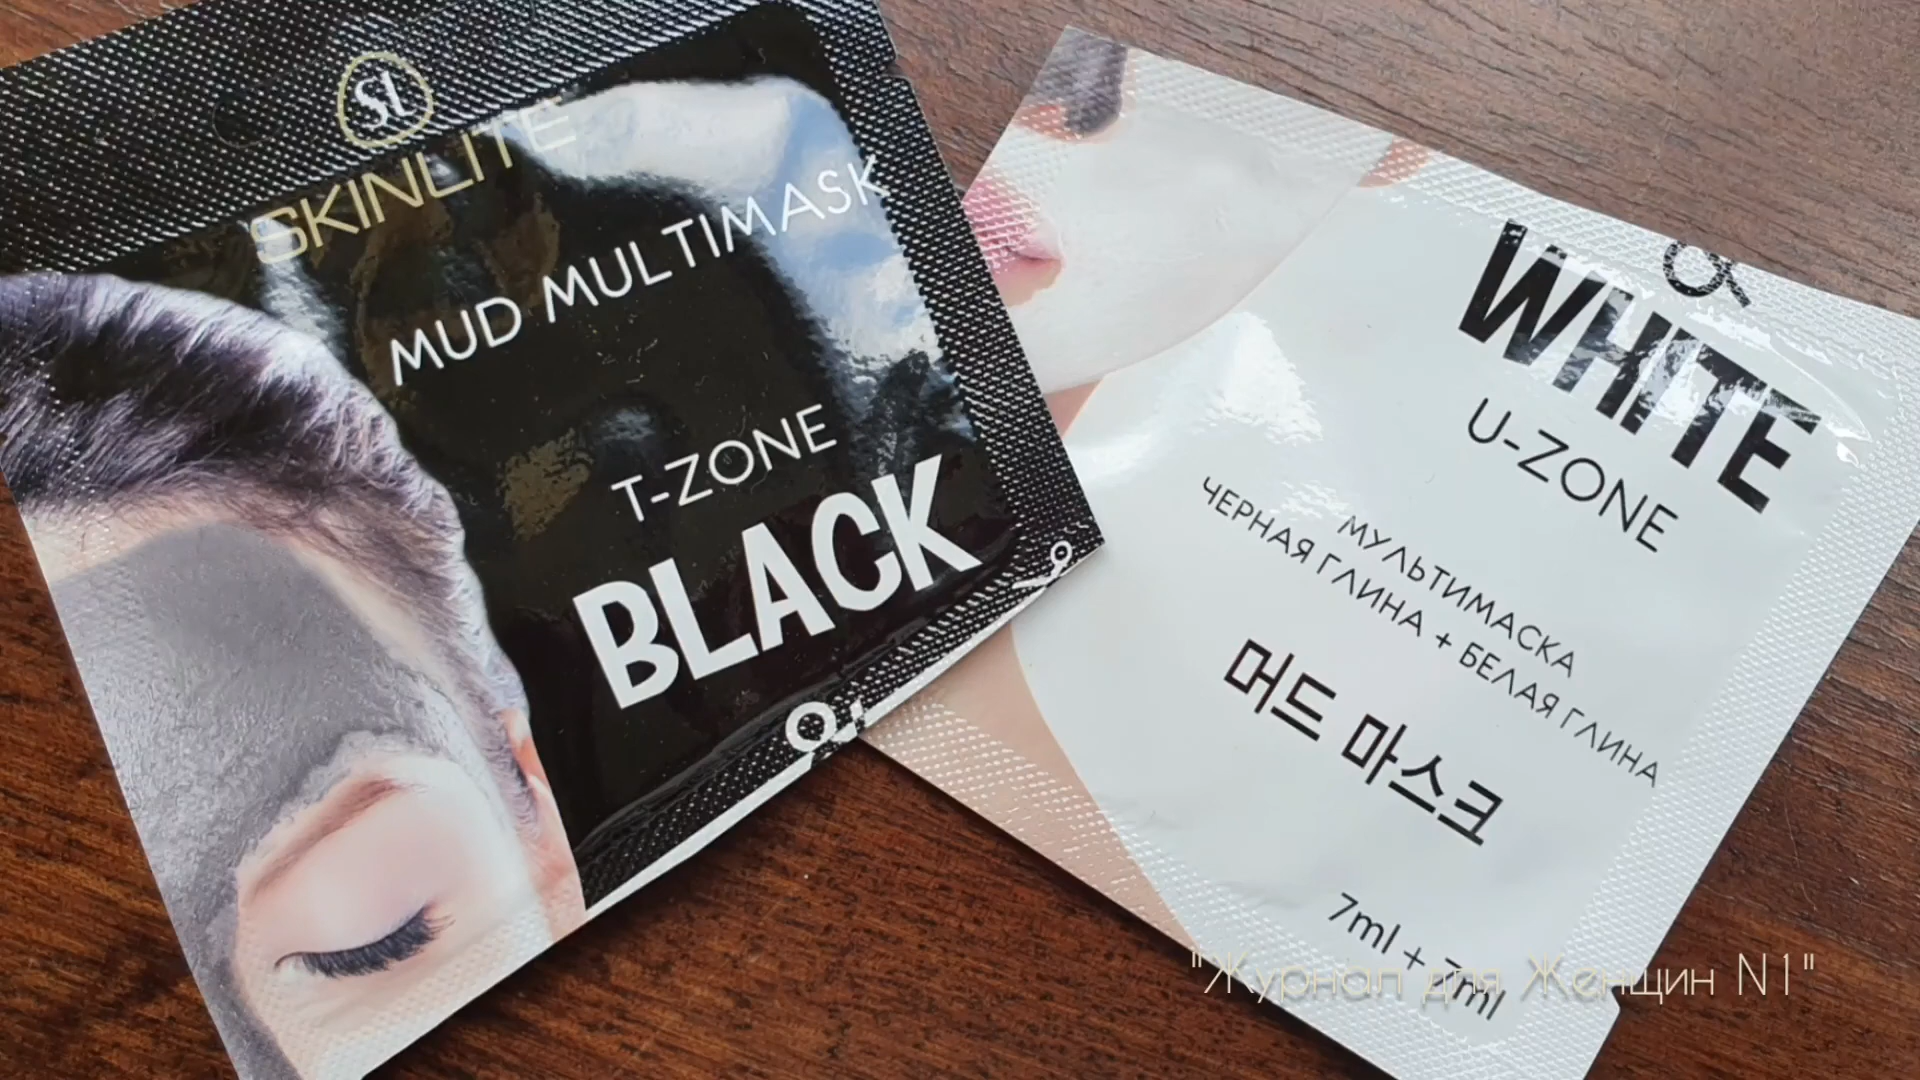 SL
SKINLITE
MUD MULTIMASK
T-ZONE
BLACK
WHITE
U-ZONE
МУЛЬТИМАСКА
ЧЕРНАЯ ГЛИНА + БЕЛАЯ ГЛИНА
머드 마스크
7ml + 7ml
"Журнал для Женщин N1"